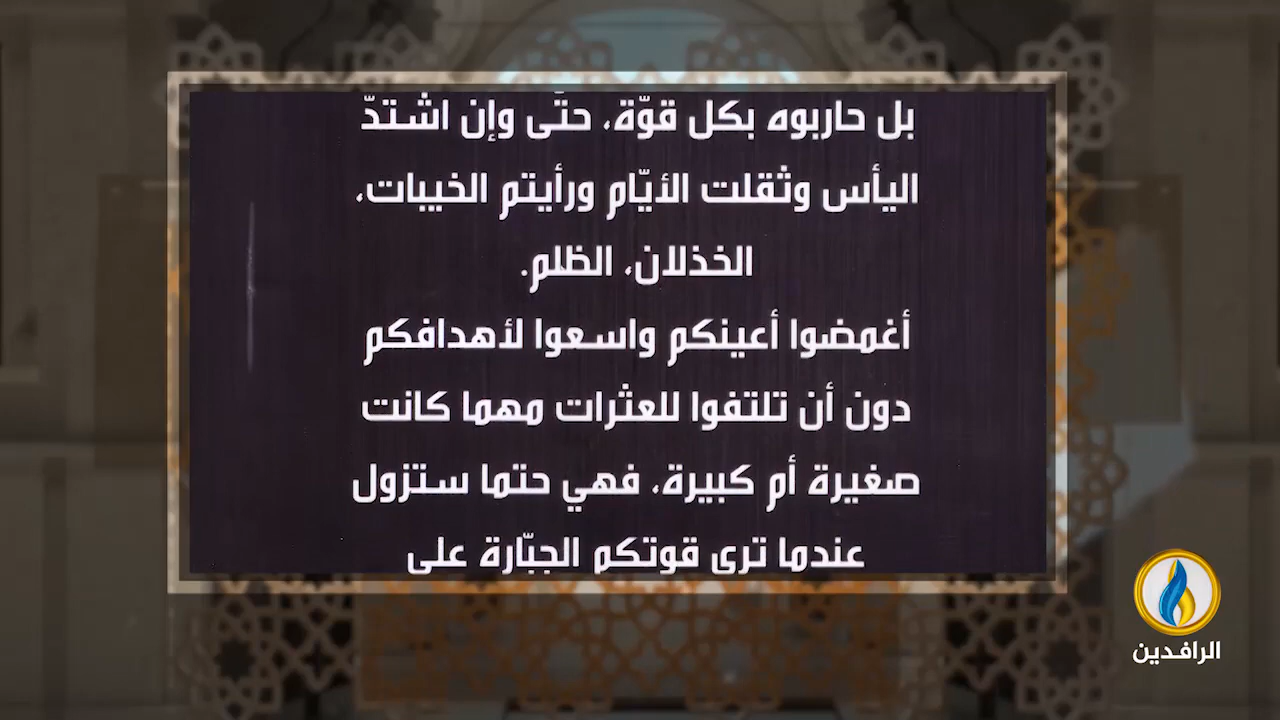 بل حاربوه بكل قوّة، حتّى وإن اشتدّ
اليأس وثقلت الأيّام ورأيتم الخيبات،
الخذلان، الظلم.
أغمضوا أعينكم واسعوا لأهدافكم
دون أن تلتفوا للعثرات مهما كانت
صغيرة أم كبيرة، فهي حتما ستزول
عندما ترى قوتكم الجبّارة على
الرافدين